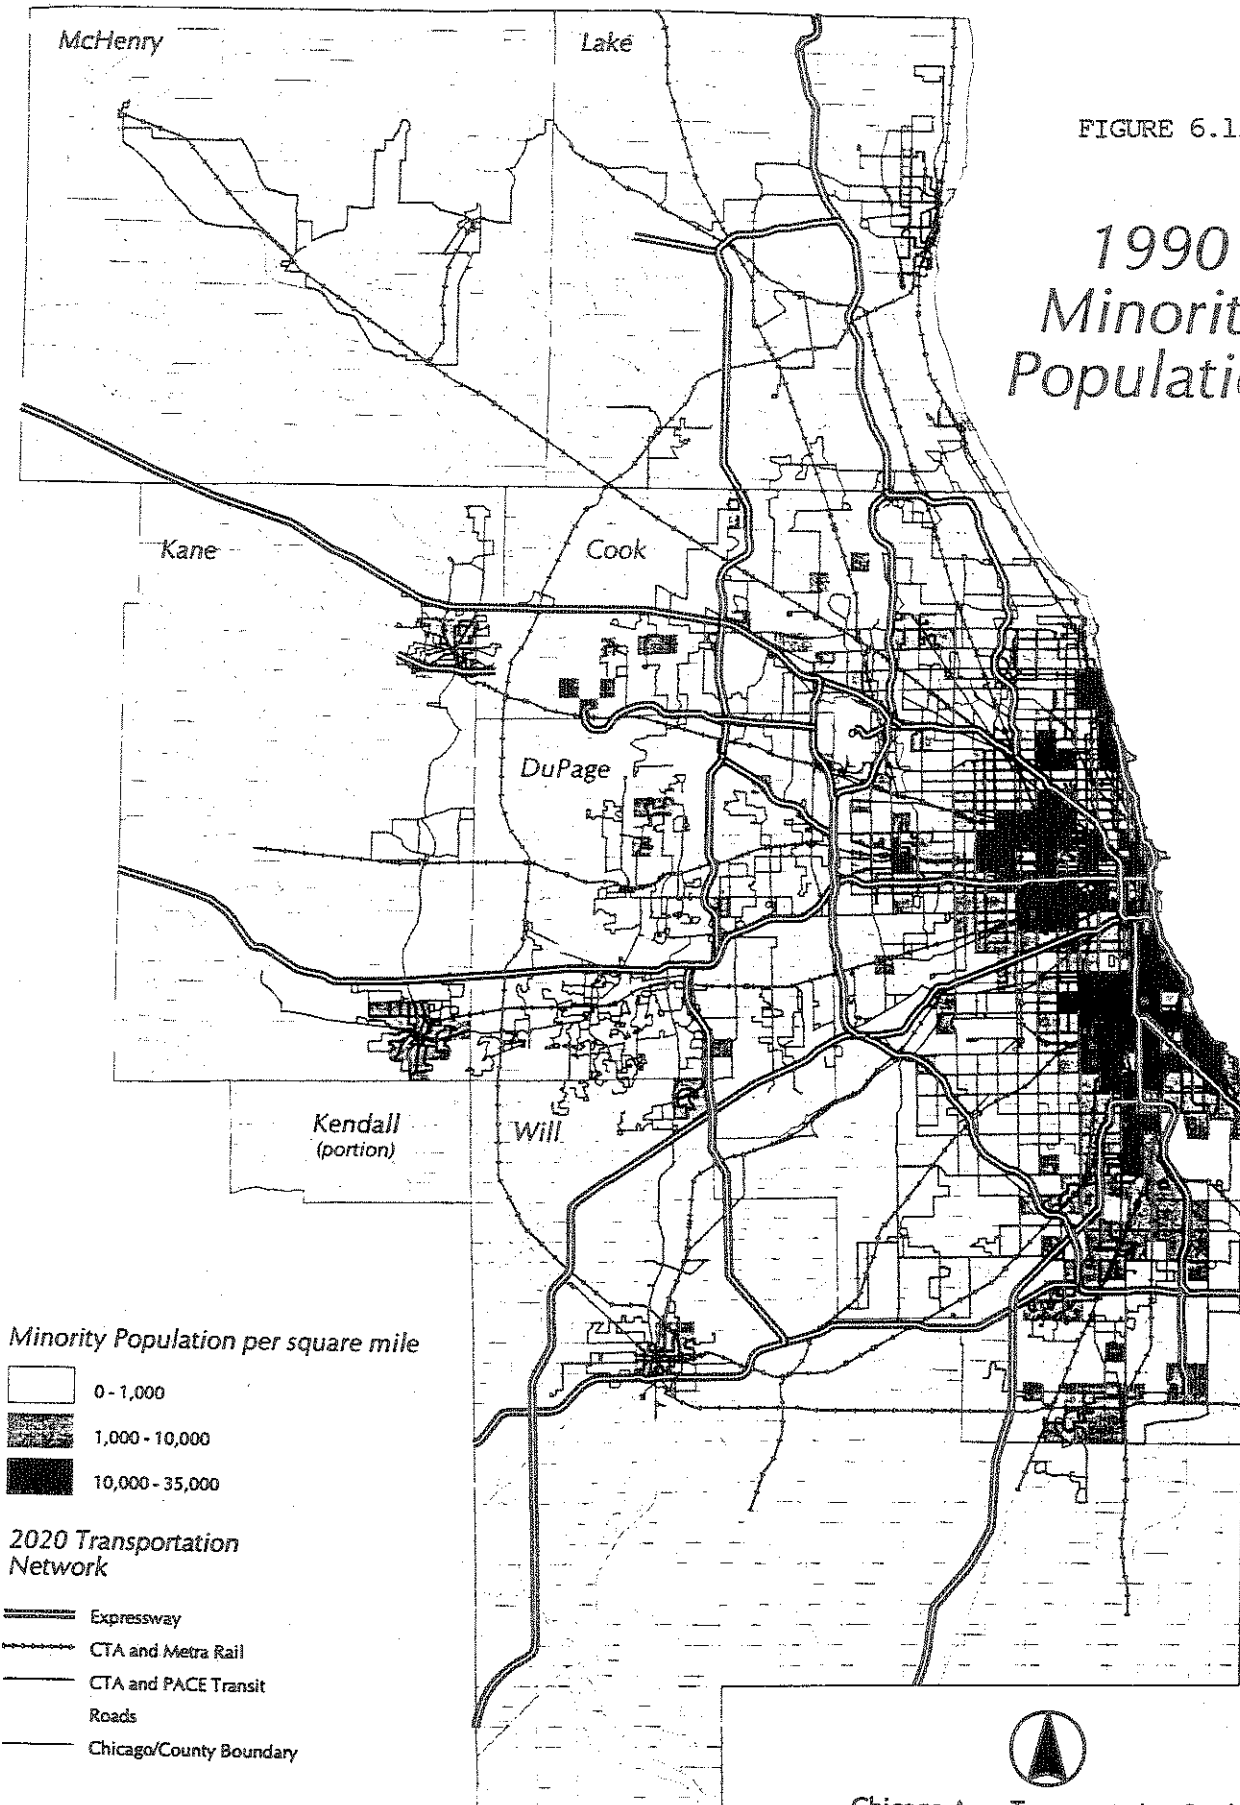 McHenry
Lake
FIGURE 6.1
1990
Minorit
Populatio
Kane
Cook
DuPage
Kendall
(portion)
Will
Minority Population per square mile
0 - 1,000
1,000 - 10,000
10,000 - 35,000
2020 Transportation
Network
Expressway
CTA and Metra Rail
CTA and PACE Transit
Roads
Chicago/County Boundary